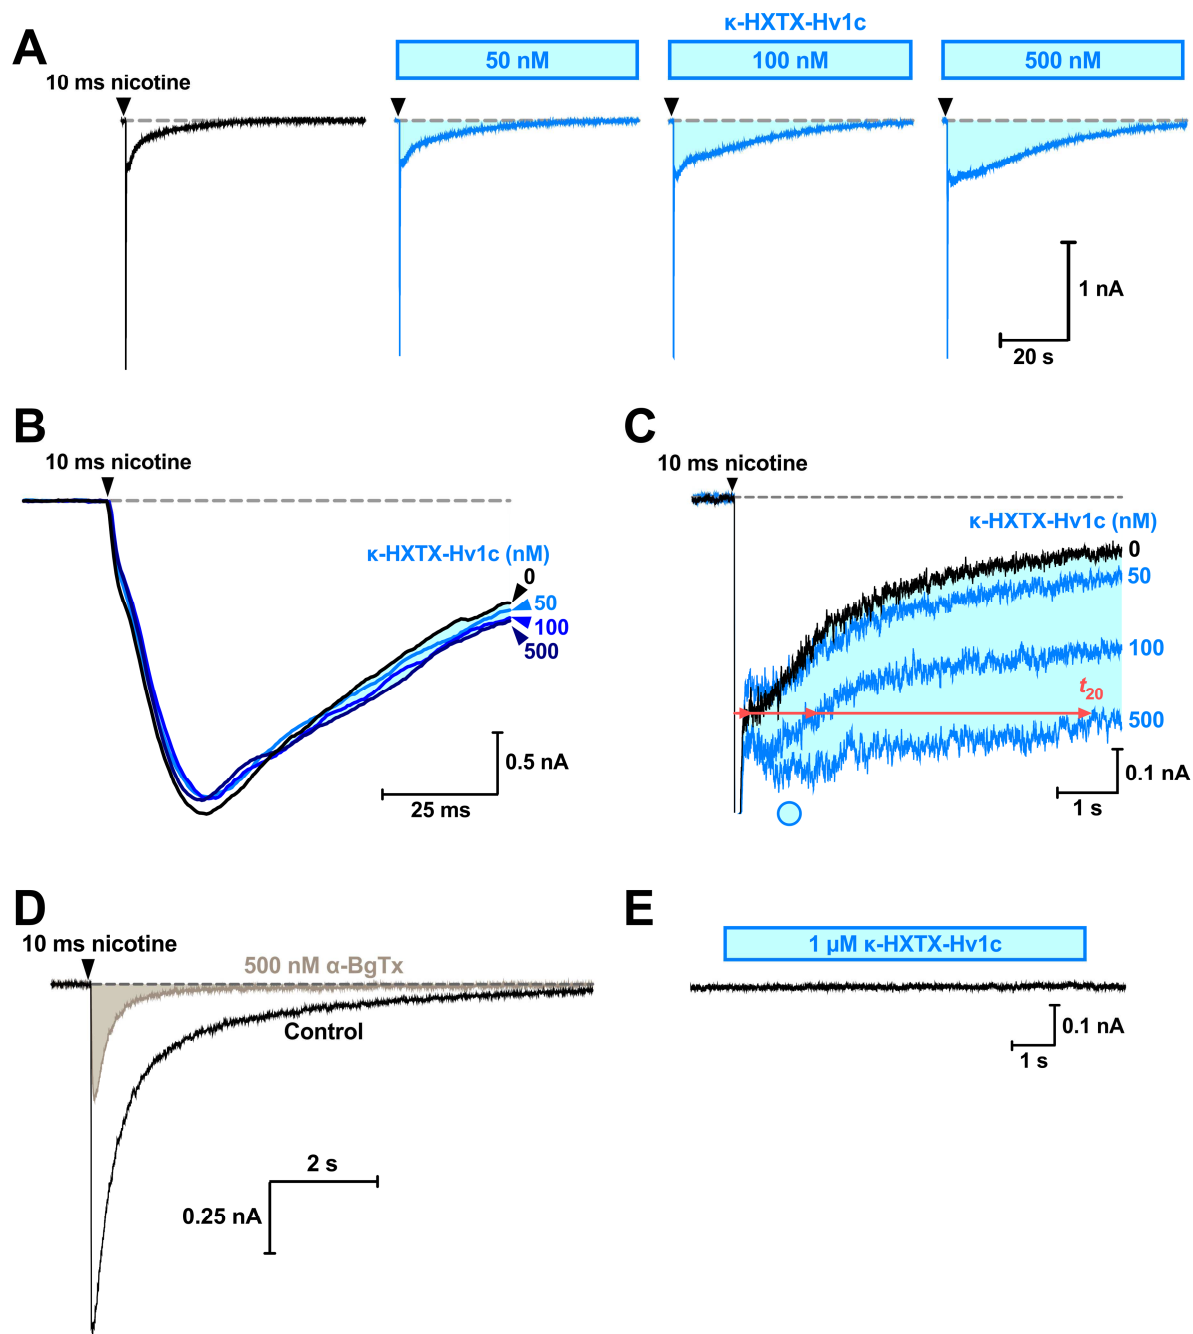 A
κ-HXTX-Hv1c
10 ms nicotine
50 nM
100 nM
500 nM
1 nA
20 s
B
10 ms nicotine
κ-HXTX-Hv1c (nM)
0
50
100
500
0.5 nA
25 ms
C
10 ms nicotine
κ-HXTX-Hv1c (nM)
0
50
100
t20
500
0.1 nA
1 s
D
10 ms nicotine
500 nM α-BgTx
Control
2 s
0.25 nA
E
1 µM κ-HXTX-Hv1c
0.1 nA
1 s